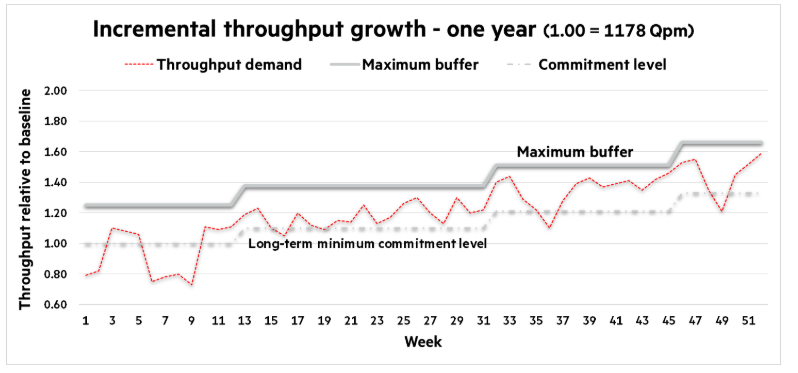 Incremental throughput growth - one year (1.00 = 1178 Qpm)
Throughput demand Maximum buffer Commitment level
Throughput relative to baseline
2.00
1.80
1.60
1.40
1.20
1.00
0.80
0.60
Maximum buffer
Long-term minimum commitment level
1 3 5 7 9 11 13 15 17 19 21 23 25 27 29 31 33 35 37 39 41 43 45 47 49 51
Week